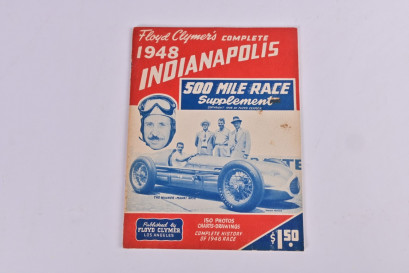 Floyd Clymer's COMPLETE
1948
INDIANAPOLIS
500 MILE RACE
Supplement
Published By
FLOYD CLYMER
LOS ANGELES
150 PHOTOS
CHARTS-DRAWINGS
COMPLETE HISTORY
OF 1948 RACE
$1.50